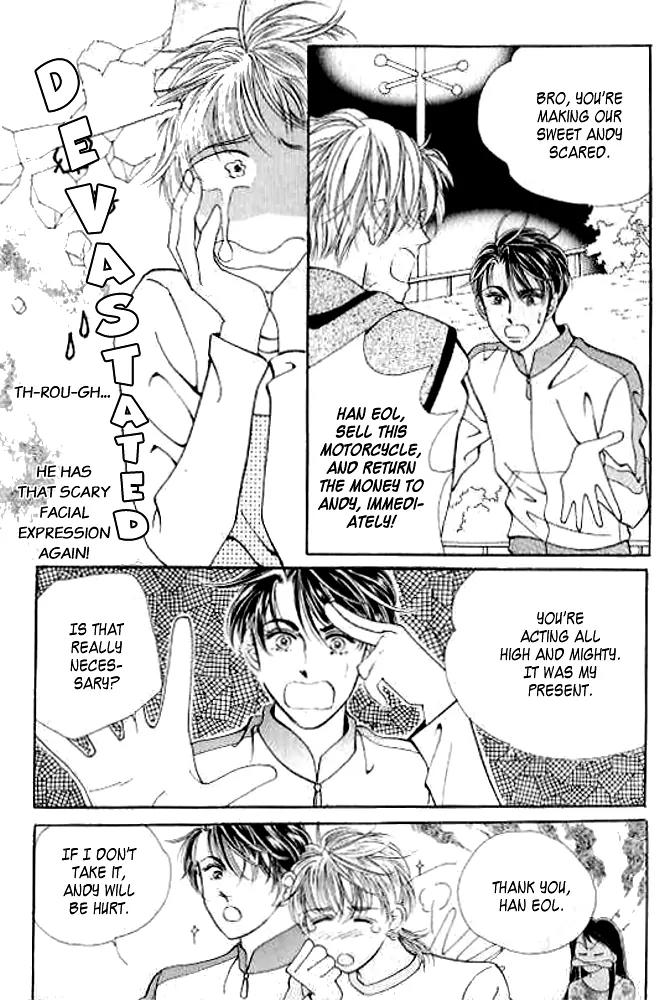 BRO, YOU'RE
MAKING OUR
SWEET ANDY
SCARED.
HAN EOL,
SELL THIS
MOTORCYCLE,
AND RETURN
THE MONEY TO
ANDY, IMMEDI-
ATELY!
DEVASTATED
TH-ROU-GH...
HE HAS
THAT SCARY
FACIAL
EXPRESSION
AGAIN!
IS THAT
REALLY
NECES-
SARY?
YOU'RE
ACTING ALL
HIGH AND MIGHTY.
IT WAS MY
PRESENT.
IF I DON'T
TAKE IT,
ANDY WILL
BE HURT.
THANK YOU,
HAN EOL.